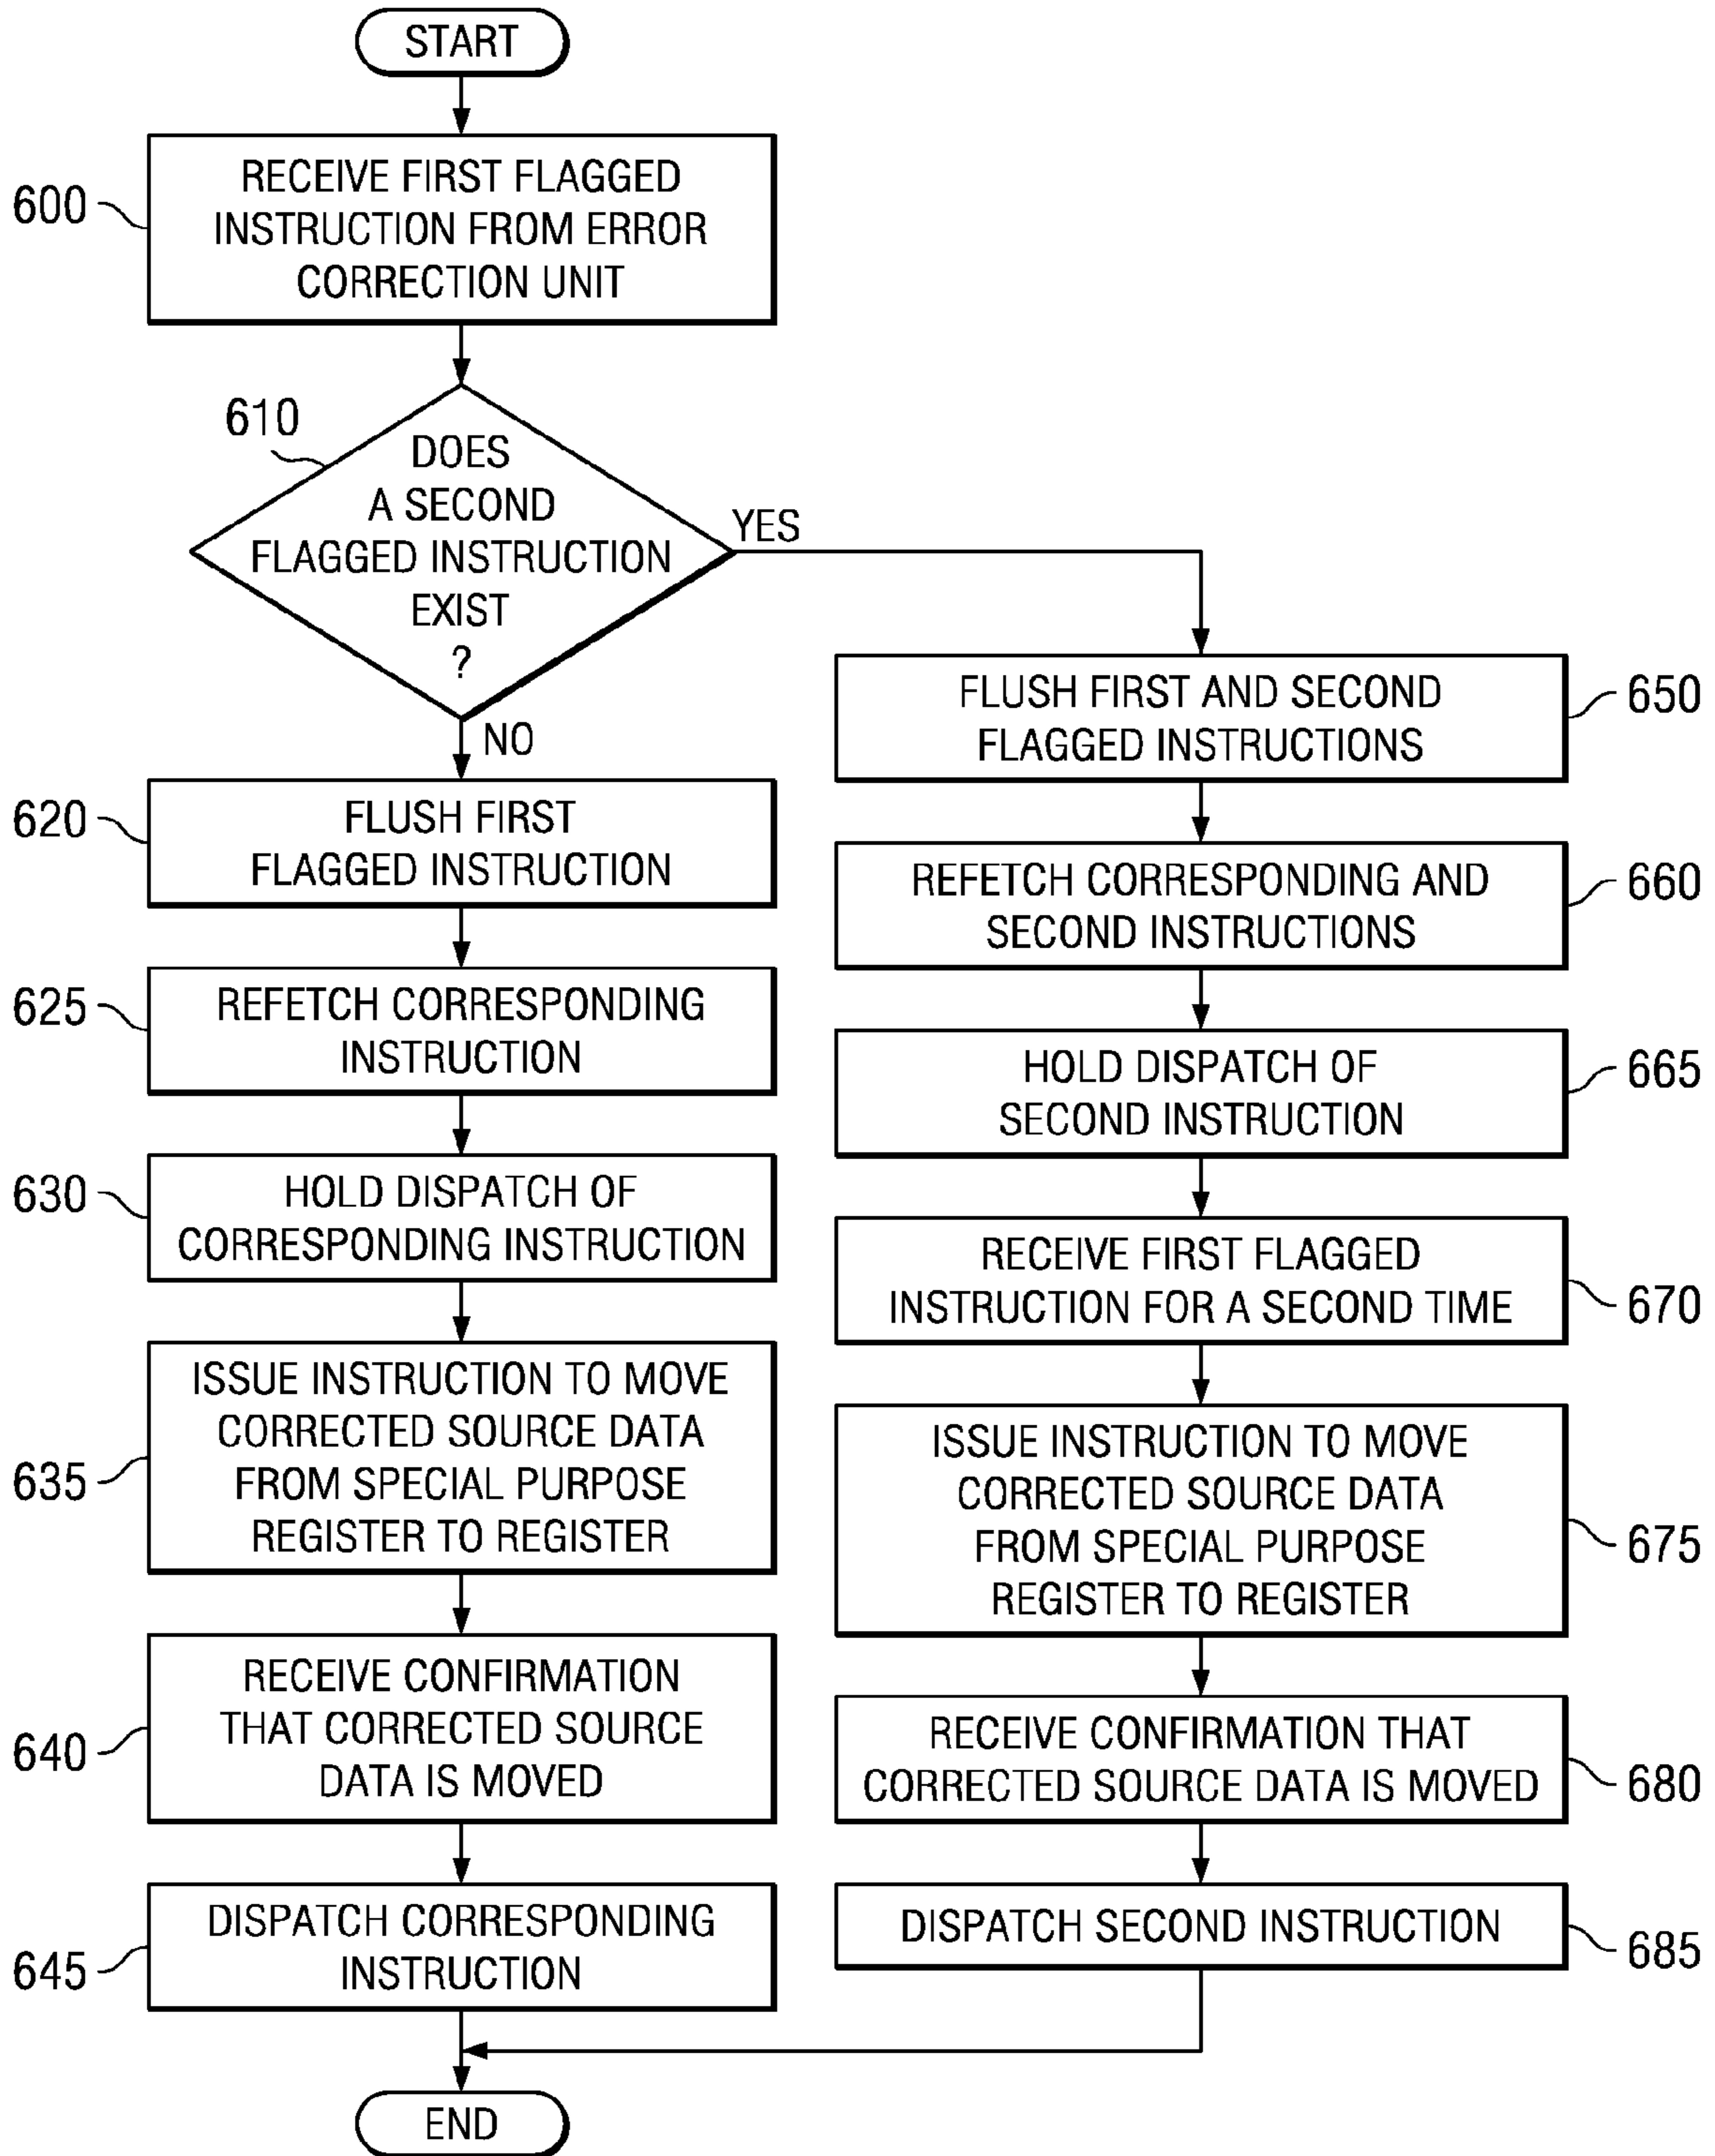 START
600
RECEIVE FIRST FLAGGED
INSTRUCTION FROM ERROR
CORRECTION UNIT
610
DOES
A SECOND
FLAGGED INSTRUCTION
EXIST
?
YES
NO
620
FLUSH FIRST
FLAGGED INSTRUCTION
625
REFETCH CORRESPONDING
INSTRUCTION
630
HOLD DISPATCH OF
CORRESPONDING INSTRUCTION
635
ISSUE INSTRUCTION TO MOVE
CORRECTED SOURCE DATA
FROM SPECIAL PURPOSE
REGISTER TO REGISTER
640
RECEIVE CONFIRMATION
THAT CORRECTED SOURCE
DATA IS MOVED
645
DISPATCH CORRESPONDING
INSTRUCTION
FLUSH FIRST AND SECOND
FLAGGED INSTRUCTIONS
650
REFETCH CORRESPONDING AND
SECOND INSTRUCTIONS
660
HOLD DISPATCH OF
SECOND INSTRUCTION
665
RECEIVE FIRST FLAGGED
INSTRUCTION FOR A SECOND TIME
670
ISSUE INSTRUCTION TO MOVE
CORRECTED SOURCE DATA
FROM SPECIAL PURPOSE
REGISTER TO REGISTER
675
RECEIVE CONFIRMATION THAT
CORRECTED SOURCE DATA IS MOVED
680
DISPATCH SECOND INSTRUCTION
685
END